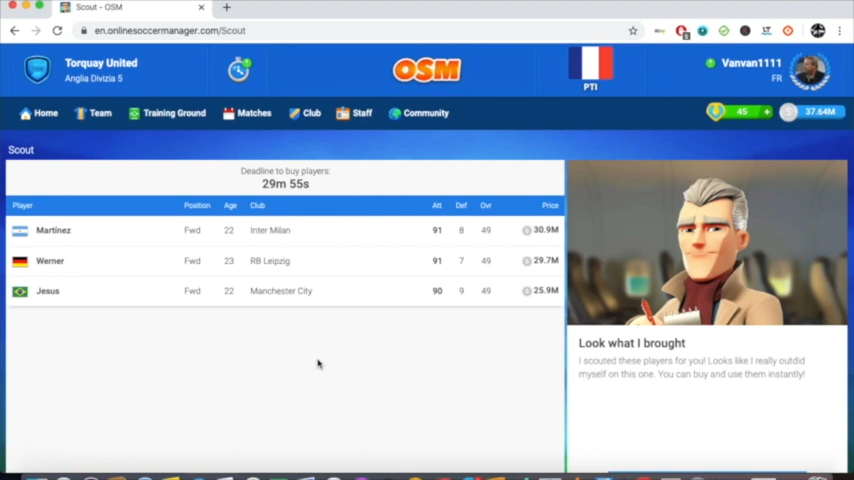 Scout - OSM
en.onlinesoccermanager.com/Scout
Torquay United
Anglia Divizia 5
OSM
PTI
Vanvan1111
FR
Home Team Training Ground Matches Club Staff Community 45 37.64M
Scout
Deadline to buy players:
29m 55s
Player Position Age Club Att Def Ovr Price
Martínez Fwd 22 Inter Milan 91 8 49 30.9M
Werner Fwd 23 RB Leipzig 91 7 49 29.7M
Jesus Fwd 22 Manchester City 90 9 49 25.9M
Look what I brought
I scouted these players for you! Looks like I really outdid
myself on this one. You can buy and use them instantly!